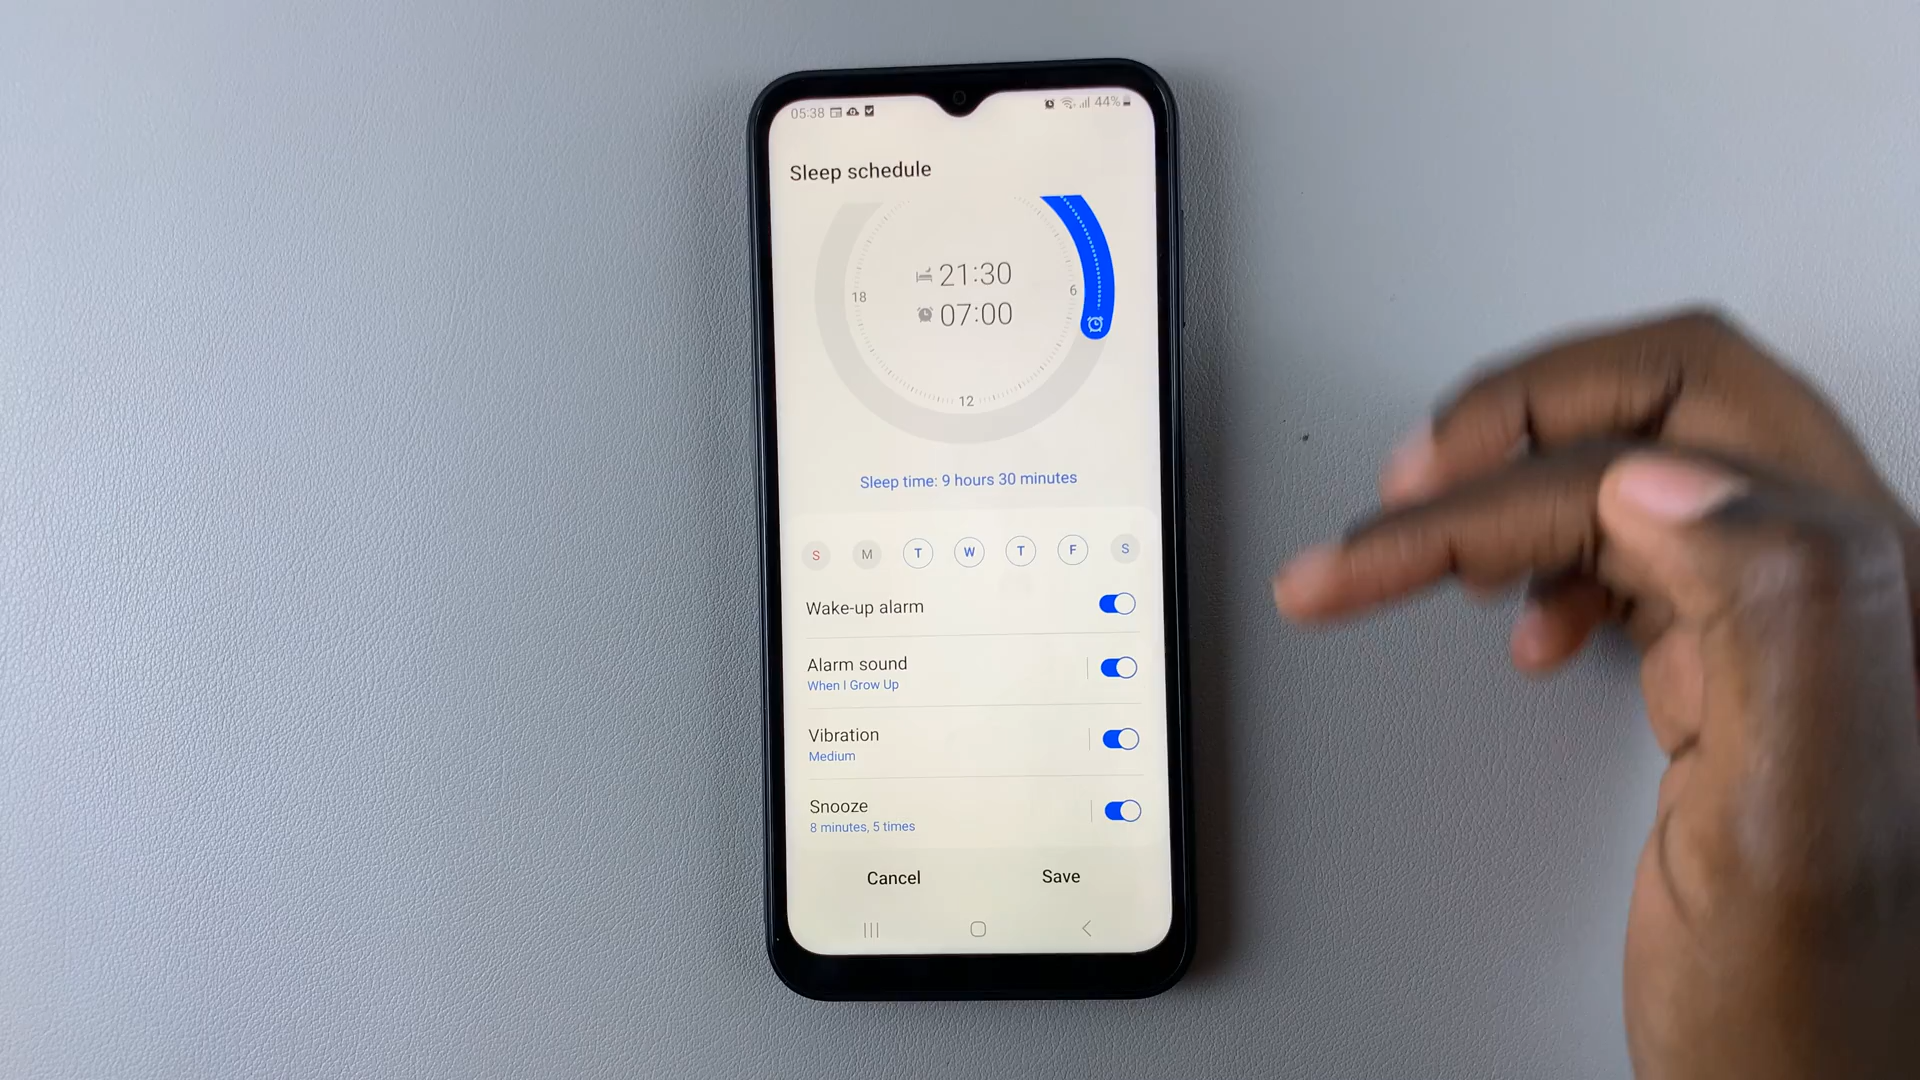 05:38 44%
Sleep schedule
21:30
18 6
07:00
12
Sleep time: 9 hours 30 minutes
S M T W T F S
Wake-up alarm
Alarm sound
When I Grow Up
Vibration
Medium
Snooze
8 minutes, 5 times
Cancel Save